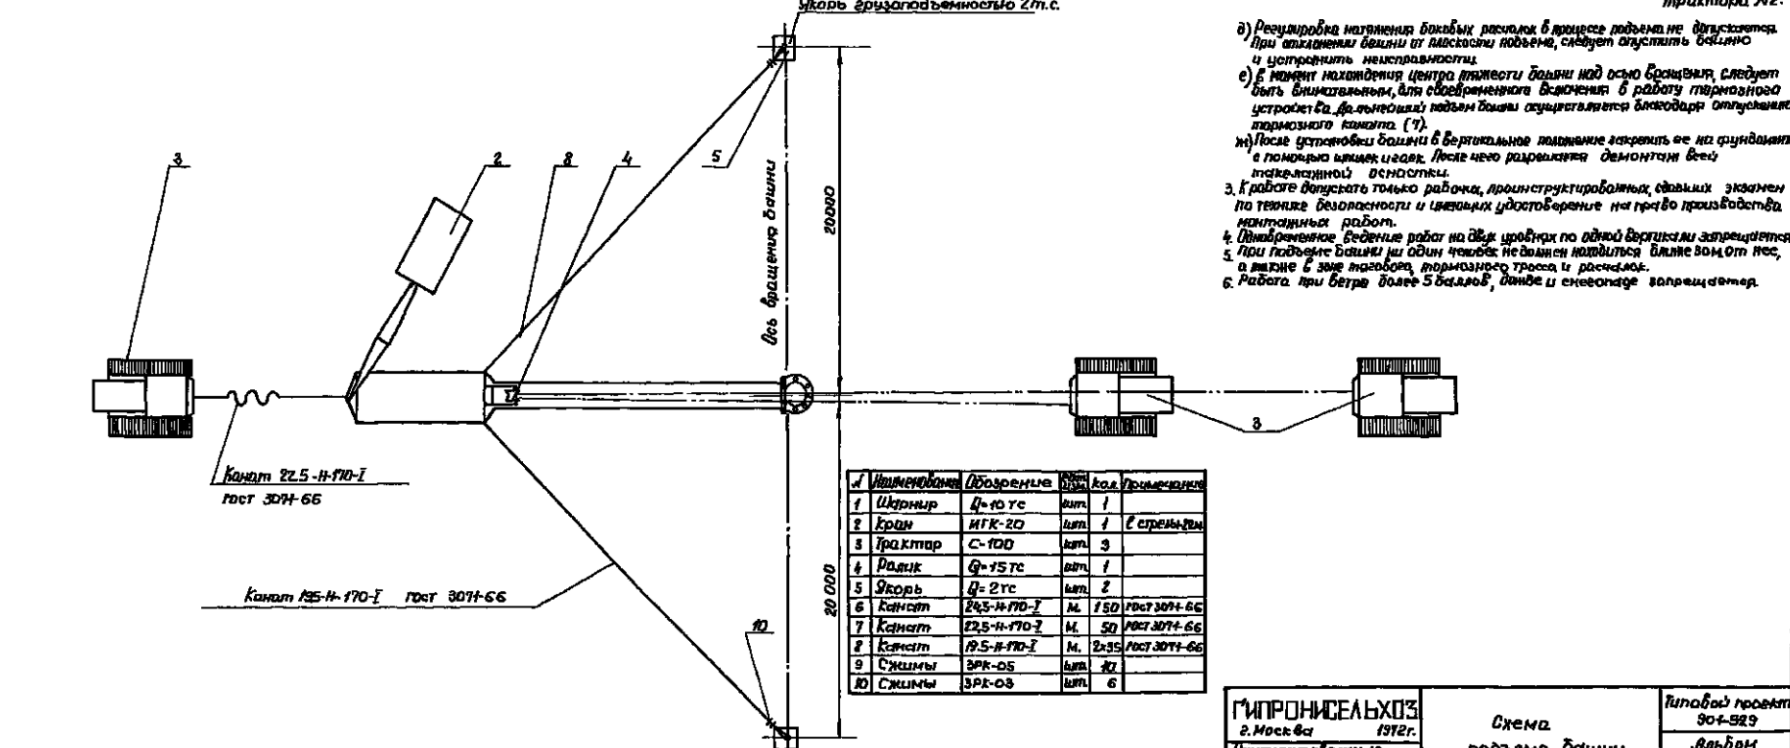 Якорь грузоподъемностью 2т.с.
трактора №2.
д) Регулировка натяжения боковых расчалок в процессе подъема не допускается.
При отклонении башни от плоскости подъема, следует опустить башню
и устранить неисправности.
е) В момент нахождения центра тяжести башни над осью вращения, следует
быть внимательным, для своевременного включения в работу тормозного
устройства. Дальнейший подъем башни осуществляется благодаря отпусканию
тормозного каната (7).
ж) После установки башни в вертикальное положение закрепить ее на фундамент
с помощью шпилек и гаек. После чего разрешается демонтаж всей
такелажной оснастки.
3. К работе допускать только рабочих, проинструктированных, сдавших экзамен
по технике безопасности и имеющих удостоверение на право производства
монтажных работ.
4. Одновременное ведение работ на двух уровнях по одной вертикали запрещается
5. При подъеме башни ни один человек не должен находиться ближе 30м от нее,
а также в зоне тягового, тормозного троса и расчалок.
6. Работа при ветре более 5 баллов, дожде и снегопаде запрещается.
3
2
8
4
5
Ось вращения башни
20000
3
Канат 22.5-Н-170-I
ГОСТ 3071-66
Канат 19.5-Н-170-I ГОСТ 3071-66
10
20 000
№ Наименование Обозрение кол. Примечание
1 Шарнир Q=10 тс шт. 1
2 Кран МГК-20 шт. 1
3 Трактор С-100 шт. 3
4 Ролик Q=15 тс шт. 1
5 Якорь Q=2тс шт. 2
6 Канат 24,5-Н-170-I М. 150 ГОСТ 3071-66
7 Канат 22,5-Н-170-I М. 50 ГОСТ 3071-66
8 Канат 19.5-Н-170-I М. 2х35 ГОСТ 3071-66
9 Сжимы ЗРК-05 шт. 10
10 Сжимы ЗРК-03 шт. 6
ГИПРОНИСЕЛЬХОЗ
г. Москва 1972г.
Схема
подъема башни
Типовой проект
901-929
Альбом